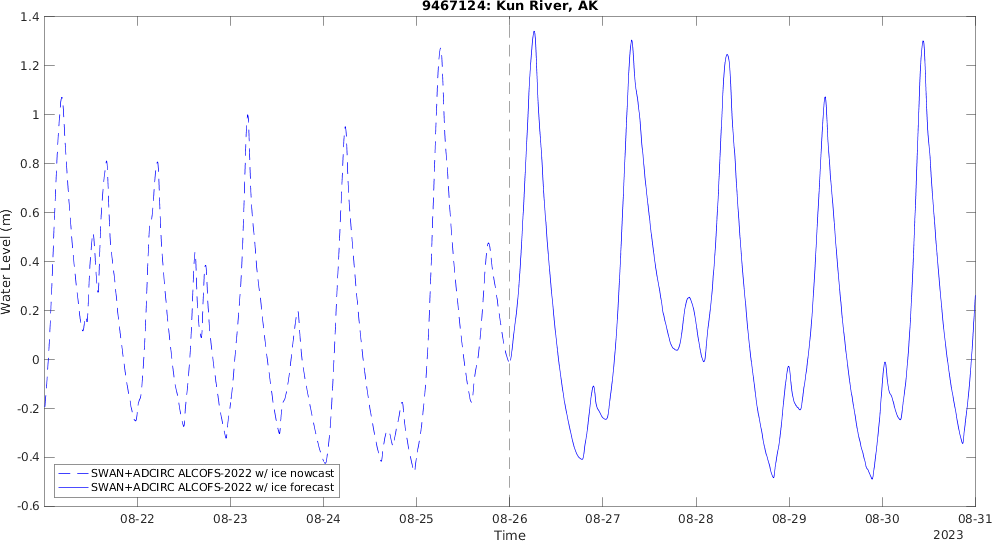 9467124: Kun River, AK
Water Level (m)
1.4
1.2
1
0.8
0.6
0.4
0.2
0
-0.2
-0.4
-0.6
SWAN+ADCIRC ALCOFS-2022 w/ ice nowcast
SWAN+ADCIRC ALCOFS-2022 w/ ice forecast
08-22 08-23 08-24 08-25 08-26 08-27 08-28 08-29 08-30 08-31
Time
2023